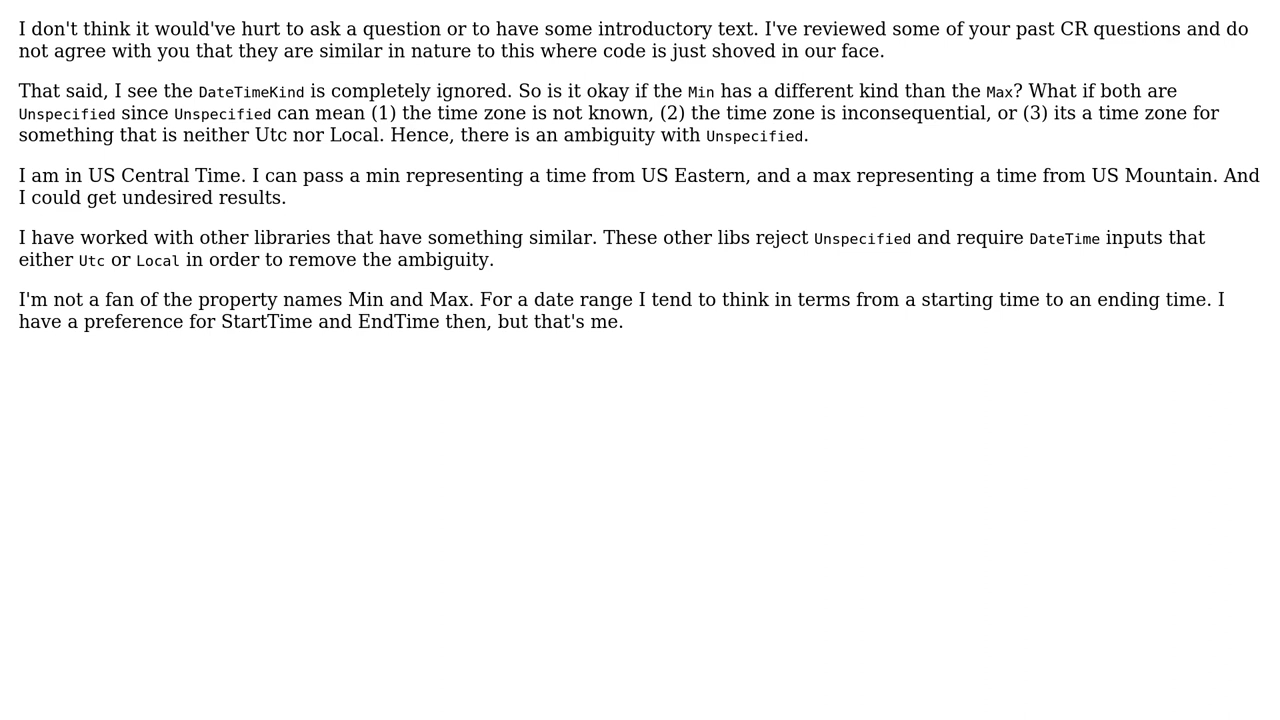 I don't think it would've hurt to ask a question or to have some introductory text. I've reviewed some of your past CR questions and do
not agree with you that they are similar in nature to this where code is just shoved in our face.
That said, I see the DateTimeKind is completely ignored. So is it okay if the Min has a different kind than the Max? What if both are
Unspecified since Unspecified can mean (1) the time zone is not known, (2) the time zone is inconsequential, or (3) its a time zone for
something that is neither Utc nor Local. Hence, there is an ambiguity with Unspecified.
I am in US Central Time. I can pass a min representing a time from US Eastern, and a max representing a time from US Mountain. And
I could get undesired results.
I have worked with other libraries that have something similar. These other libs reject Unspecified and require DateTime inputs that
either Utc or Local in order to remove the ambiguity.
I'm not a fan of the property names Min and Max. For a date range I tend to think in terms from a starting time to an ending time. I
have a preference for StartTime and EndTime then, but that's me.